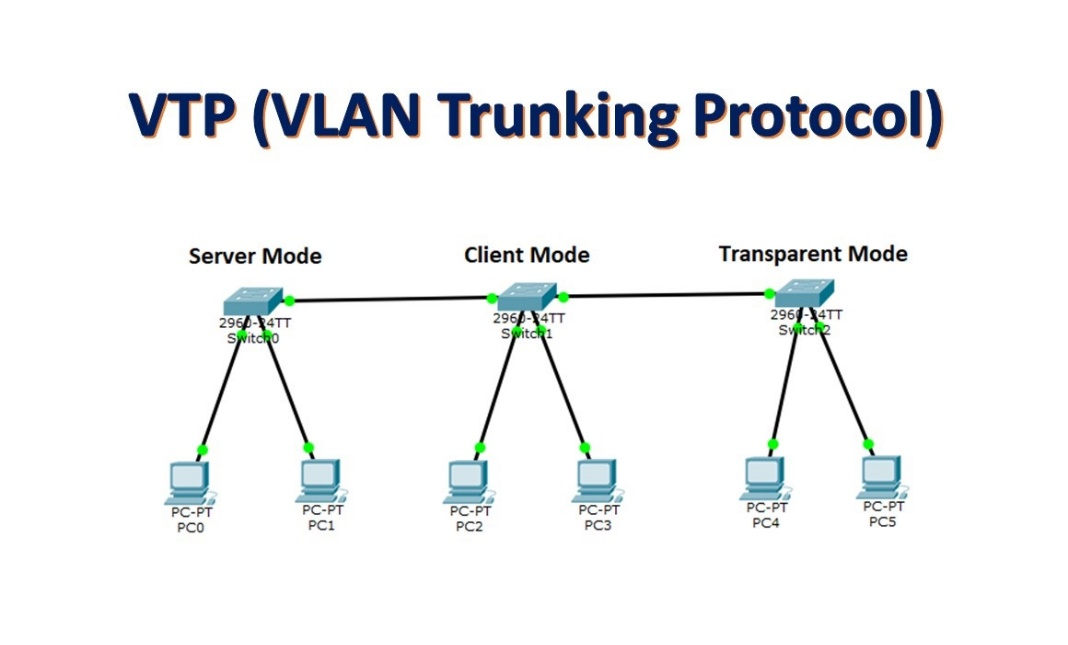 VTP (VLAN Trunking Protocol)
Server Mode
Client Mode
Transparent Mode
2960-24TT
Switch0
2960-24TT
Switch1
2960-24TT
Switch2
PC-PT
PC0
PC-PT
PC1
PC-PT
PC2
PC-PT
PC3
PC-PT
PC4
PC-PT
PC5